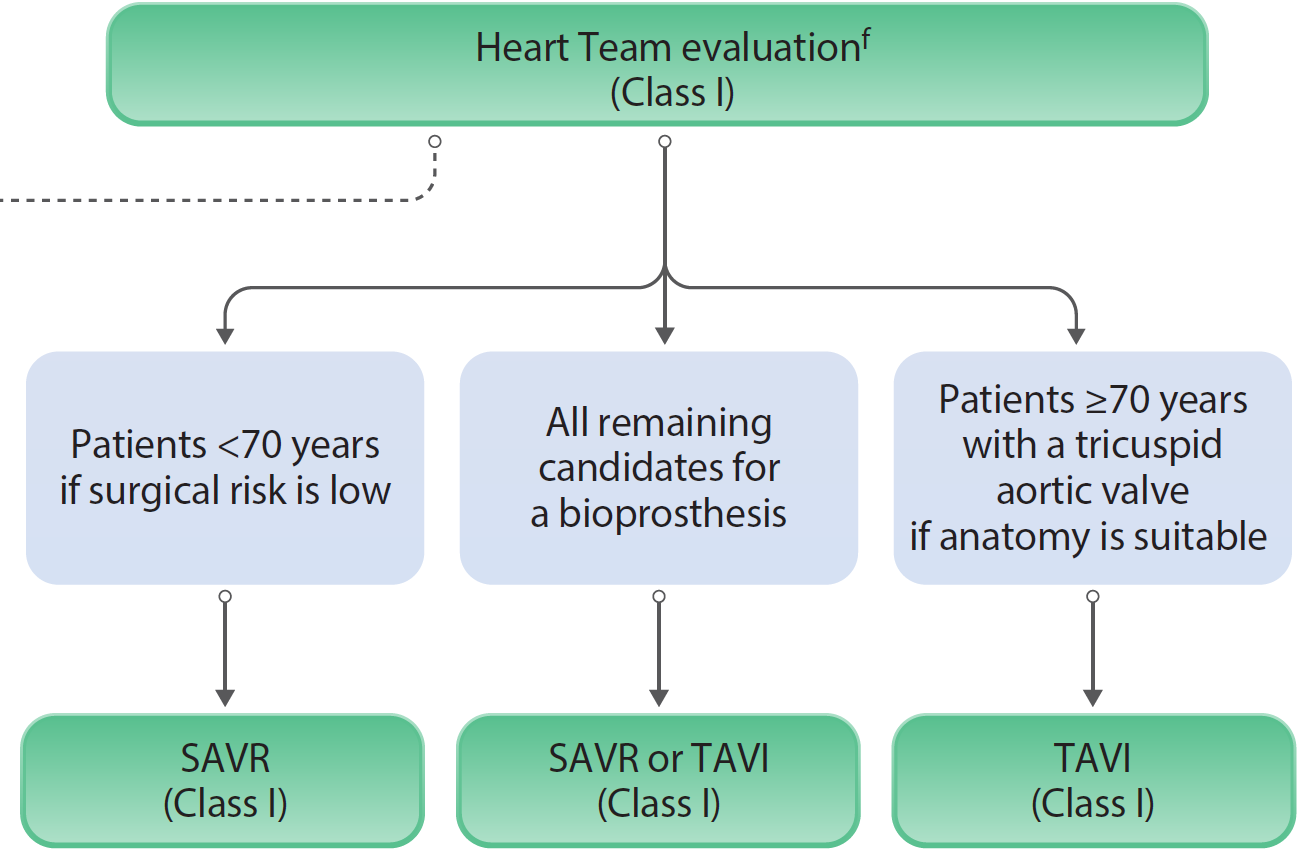 Heart Team evaluationᶠ
(Class I)
Patients <70 years
if surgical risk is low
All remaining
candidates for
a bioprosthesis
Patients ≥70 years
with a tricuspid
aortic valve
if anatomy is suitable
SAVR
(Class I)
SAVR or TAVI
(Class I)
TAVI
(Class I)